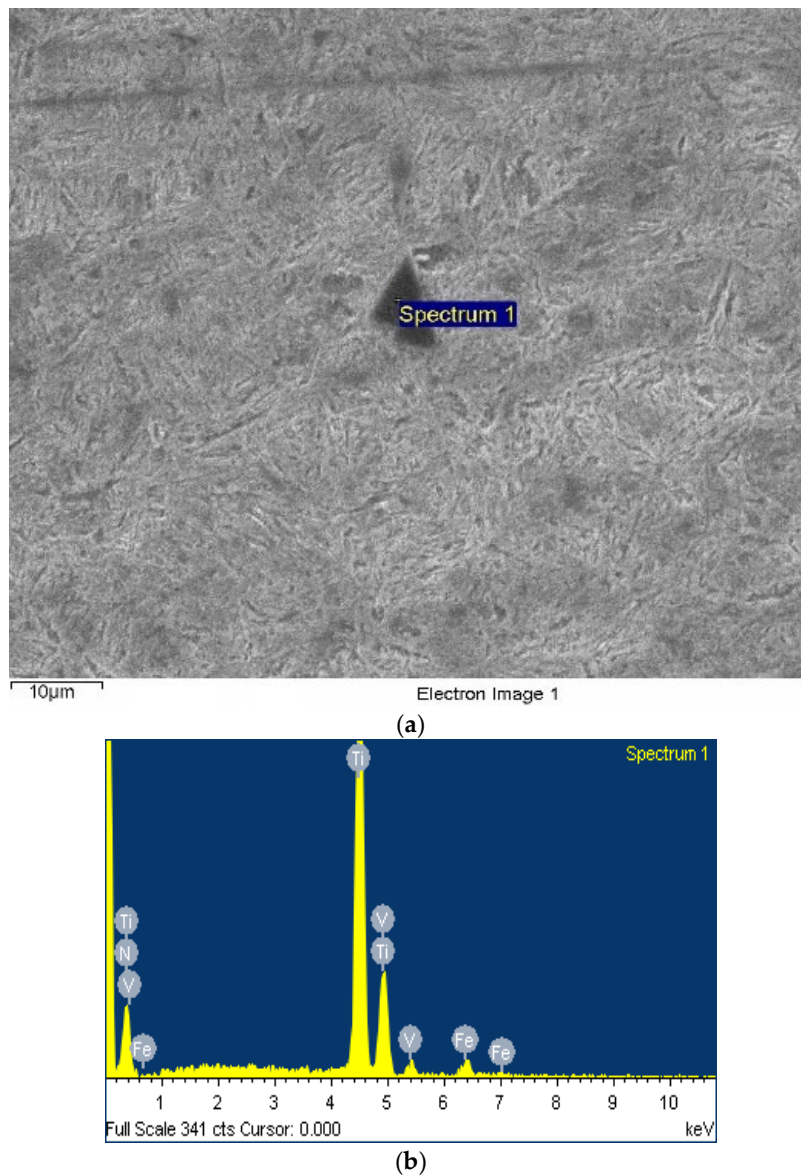 Spectrum 1
10μm
Electron Image 1
(a)
Spectrum 1
Ti
Ti V
N Ti
V
Fe V Fe Fe
1 2 3 4 5 6 7 8 9 10
Full Scale 341 cts Cursor: 0.000 keV
(b)